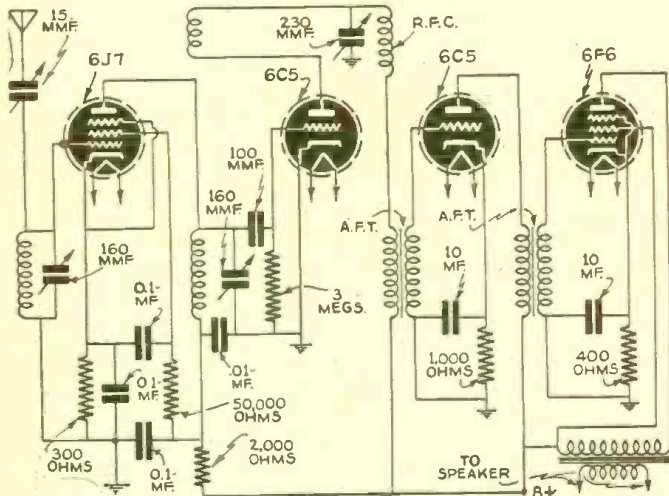 15
MMF.
6J7
230
MMF.
R.F.C.
6C5
6C5
6F6
100
MMF.
160
MMF.
A.F.T.
A.F.T.
160
MMF.
10
MF.
10
MF.
0.1-
MF.
3
MEGS.
.01-
MF.
0.1-
MF.
1,000
OHMS
400
OHMS
50,000
OHMS
300
OHMS
0.1-
MF.
2,000
OHMS
TO
SPEAKER
B+